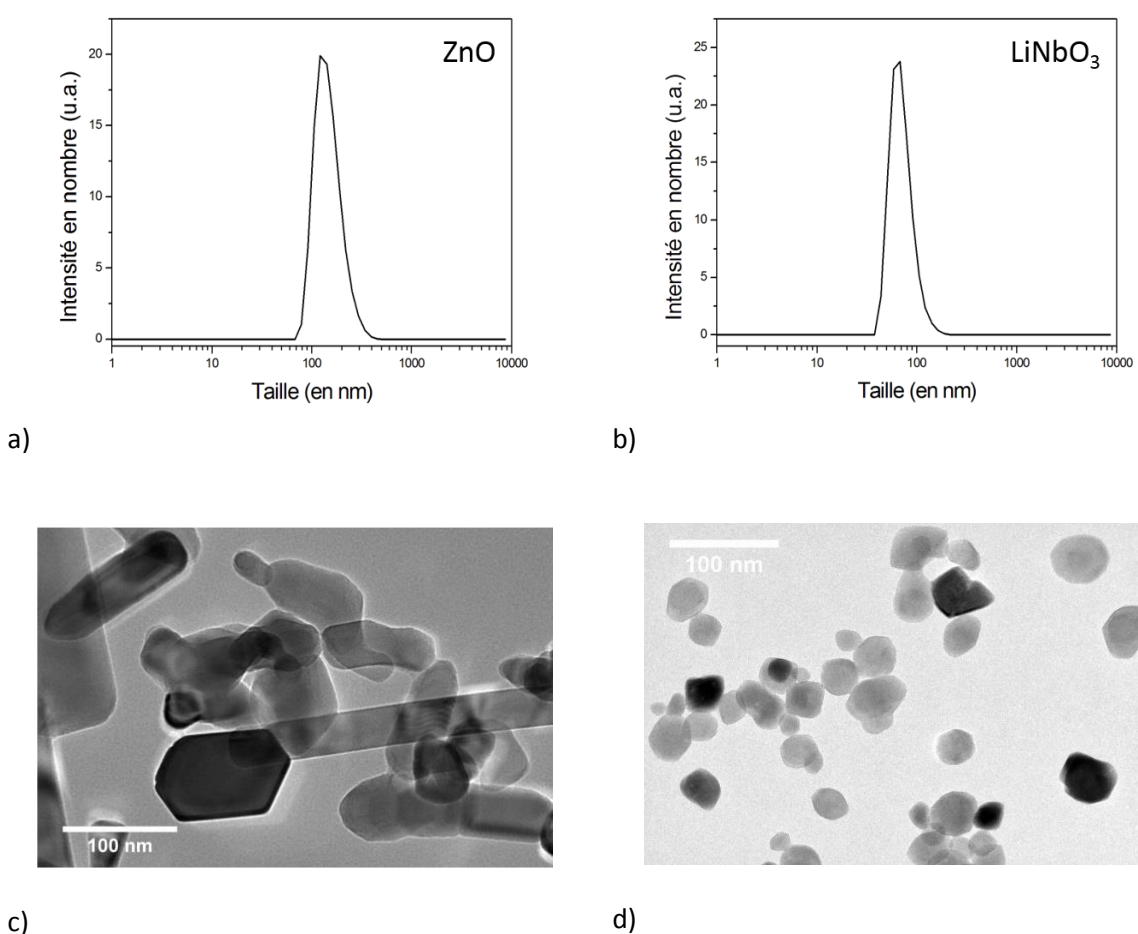 ZnO
Intensité en nombre (u.a.)
20
15
10
5
0
1 10 100 1000 10000
Taille (en nm)
a)
LiNbO3
Intensité en nombre (u.a.)
25
20
15
10
5
0
1 10 100 1000 10000
Taille (en nm)
b)
100 nm
c)
100 nm
d)